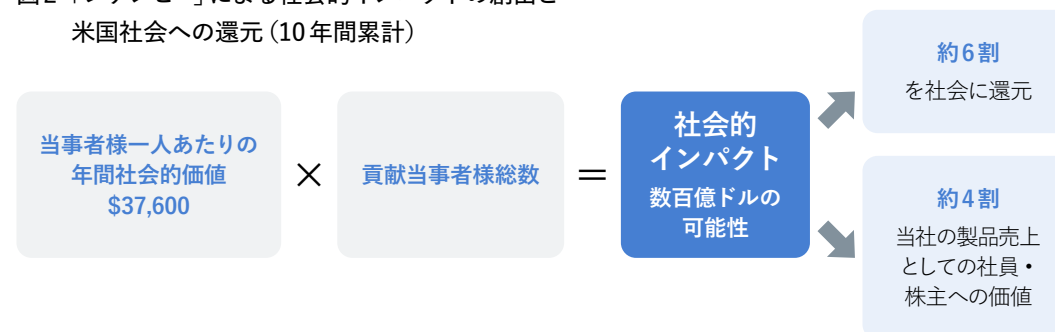 米国社会への還元（10年間累計）
当事者様一人あたりの
年間社会的価値
$37,600
×
貢献当事者様総数
＝
社会的
インパクト
数百億ドルの
可能性
約6割
を社会に還元
約4割
当社の製品売上
としての社員・
株主への価値